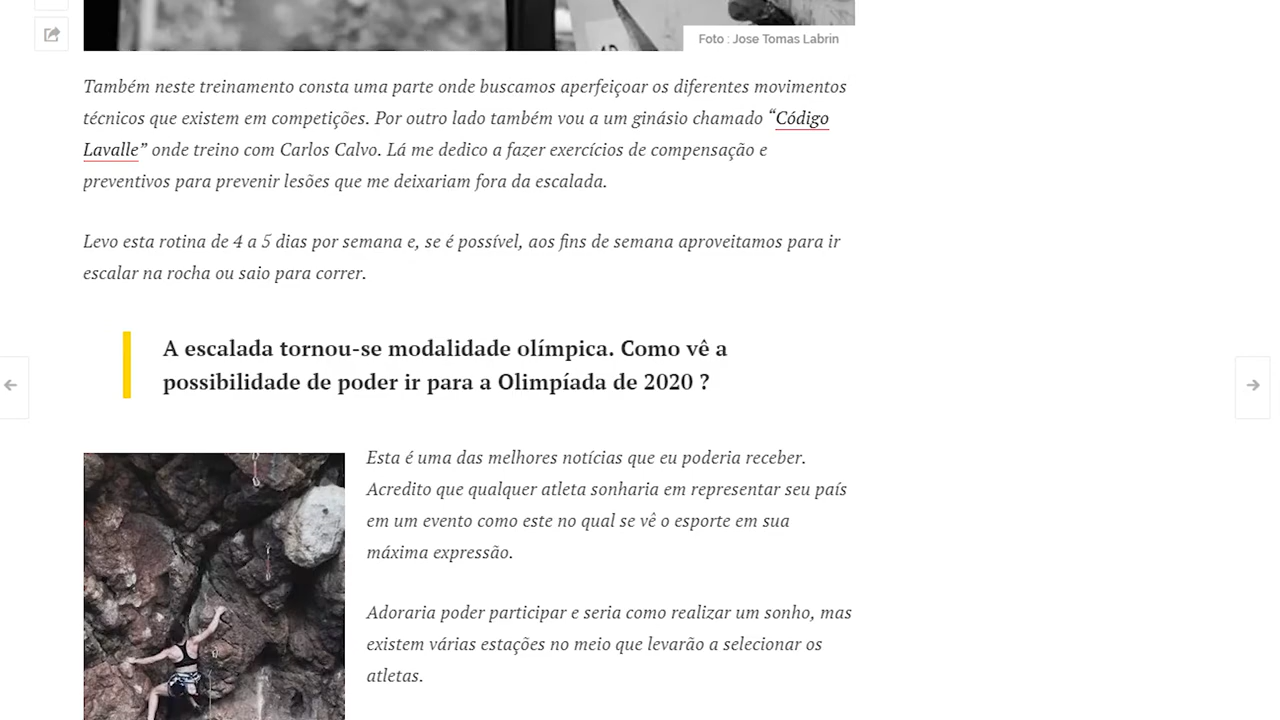 Foto : Jose Tomas Labrin
Também neste treinamento consta uma parte onde buscamos aperfeiçoar os diferentes movimentos
técnicos que existem em competições. Por outro lado também vou a um ginásio chamado “Código
Lavalle” onde treino com Carlos Calvo. Lá me dedico a fazer exercícios de compensação e
preventivos para prevenir lesões que me deixariam fora da escalada.
Levo esta rotina de 4 a 5 dias por semana e, se é possível, aos fins de semana aproveitamos para ir
escalar na rocha ou saio para correr.
A escalada tornou-se modalidade olímpica. Como vê a
possibilidade de poder ir para a Olimpíada de 2020 ?
Esta é uma das melhores notícias que eu poderia receber.
Acredito que qualquer atleta sonharia em representar seu país
em um evento como este no qual se vê o esporte em sua
máxima expressão.
Adoraria poder participar e seria como realizar um sonho, mas
existem várias estações no meio que levarão a selecionar os
atletas.